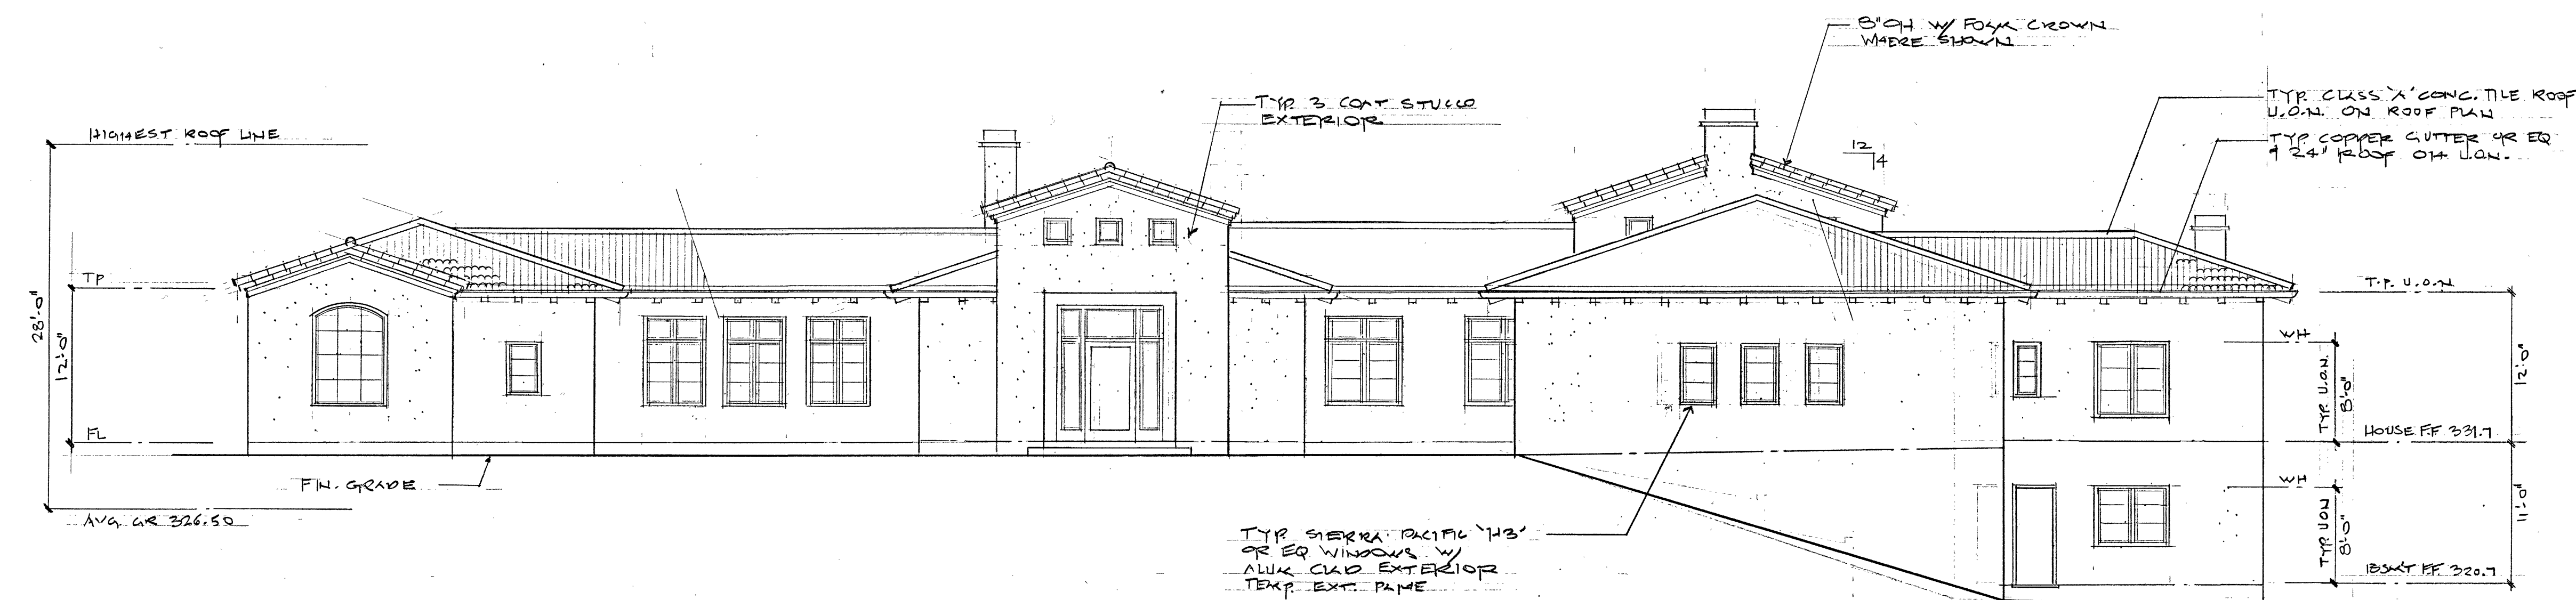 8"OH W/ FOAM CROWN
WHERE SHOWN
TYP. 3 COAT STUCCO
EXTERIOR
TYP. CLASS 'A' CONC. TILE ROOF
U.O.N. ON ROOF PLAN
TYP COPPER GUTTER OR EQ
& 24" ROOF OH U.O.N.
HIGHEST ROOF LINE
12
4
TP
T.P. U.O.N
28'-0"
12'-0"
WH
TYP. U.O.N.
8'-0"
12'-0"
FL
HOUSE F.F. 331.7
FIN. GRADE
AVG. GR 326.50
WH
TYP. UON
8'-0"
11'-0"
TYP. SIERRA PACIFIC 'H3'
OR EQ WINDOWS W/
ALUM CLAD EXTERIOR
TEMP. EXT. PANE
BSM'T F.F. 320.7